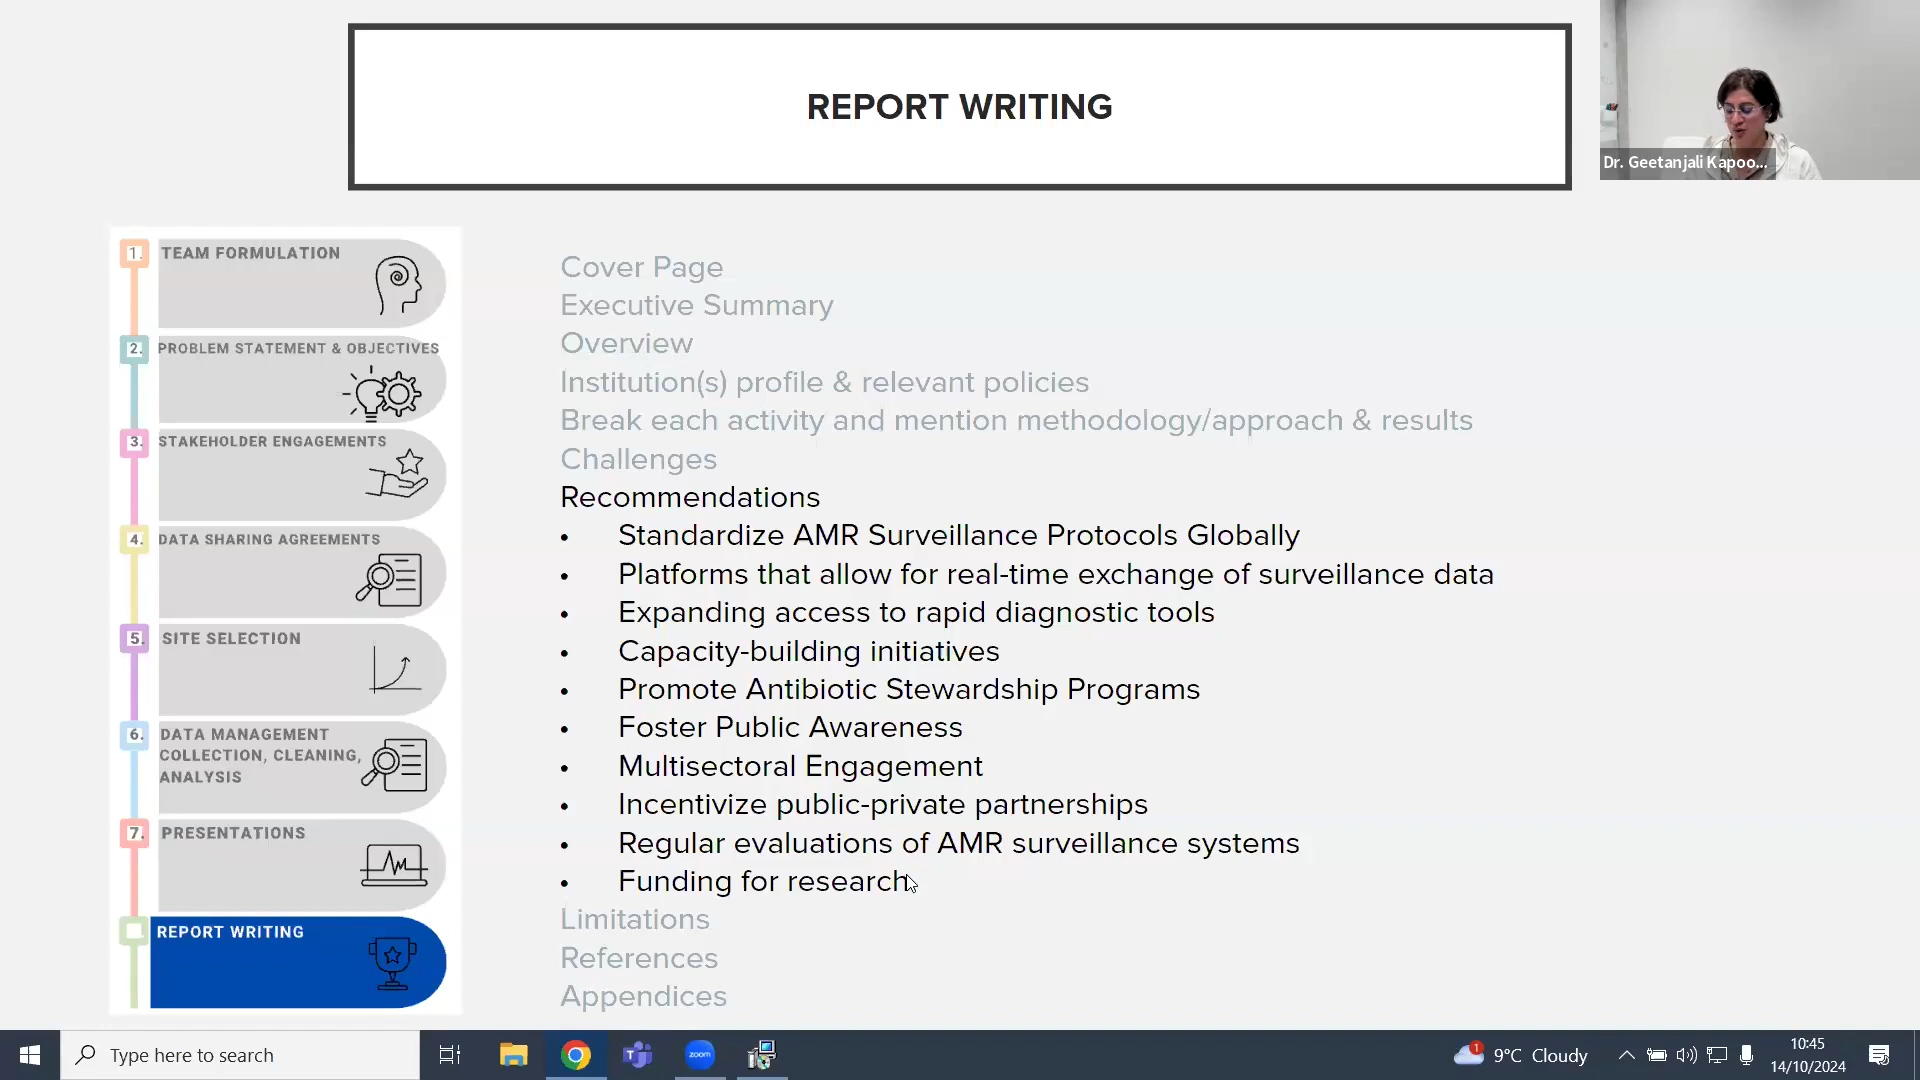 REPORT WRITING
Dr. Geetanjali Kapoo...
1. TEAM FORMULATION
2. PROBLEM STATEMENT & OBJECTIVES
3. STAKEHOLDER ENGAGEMENTS
4. DATA SHARING AGREEMENTS
5. SITE SELECTION
6. DATA MANAGEMENT
COLLECTION, CLEANING,
ANALYSIS
7. PRESENTATIONS
REPORT WRITING
Cover Page
Executive Summary
Overview
Institution(s) profile & relevant policies
Break each activity and mention methodology/approach & results
Challenges
Recommendations
• Standardize AMR Surveillance Protocols Globally
• Platforms that allow for real-time exchange of surveillance data
• Expanding access to rapid diagnostic tools
• Capacity-building initiatives
• Promote Antibiotic Stewardship Programs
• Foster Public Awareness
• Multisectoral Engagement
• Incentivize public-private partnerships
• Regular evaluations of AMR surveillance systems
• Funding for research
Limitations
References
Appendices
Type here to search
zoom
1
9°C Cloudy
10:45
14/10/2024